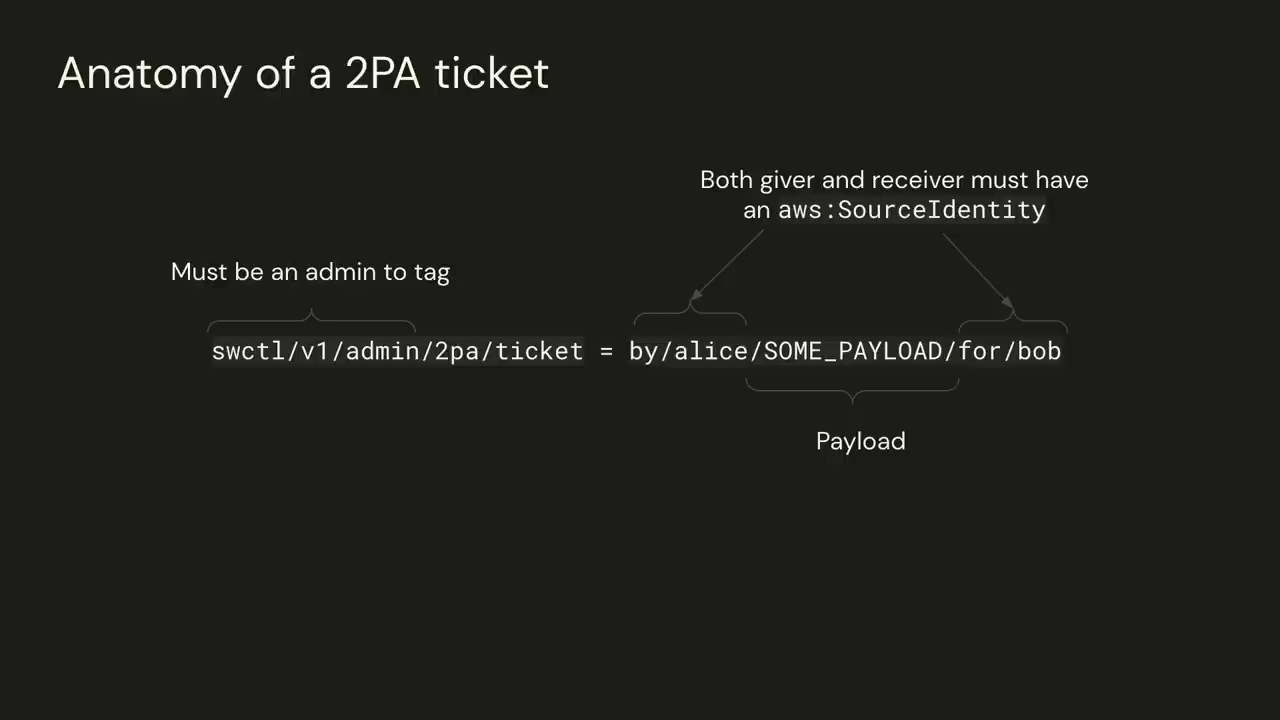 Anatomy of a 2PA ticket
Both giver and receiver must have
an aws:SourceIdentity
Must be an admin to tag
swctl/v1/admin/2pa/ticket = by/alice/SOME_PAYLOAD/for/bob
Payload